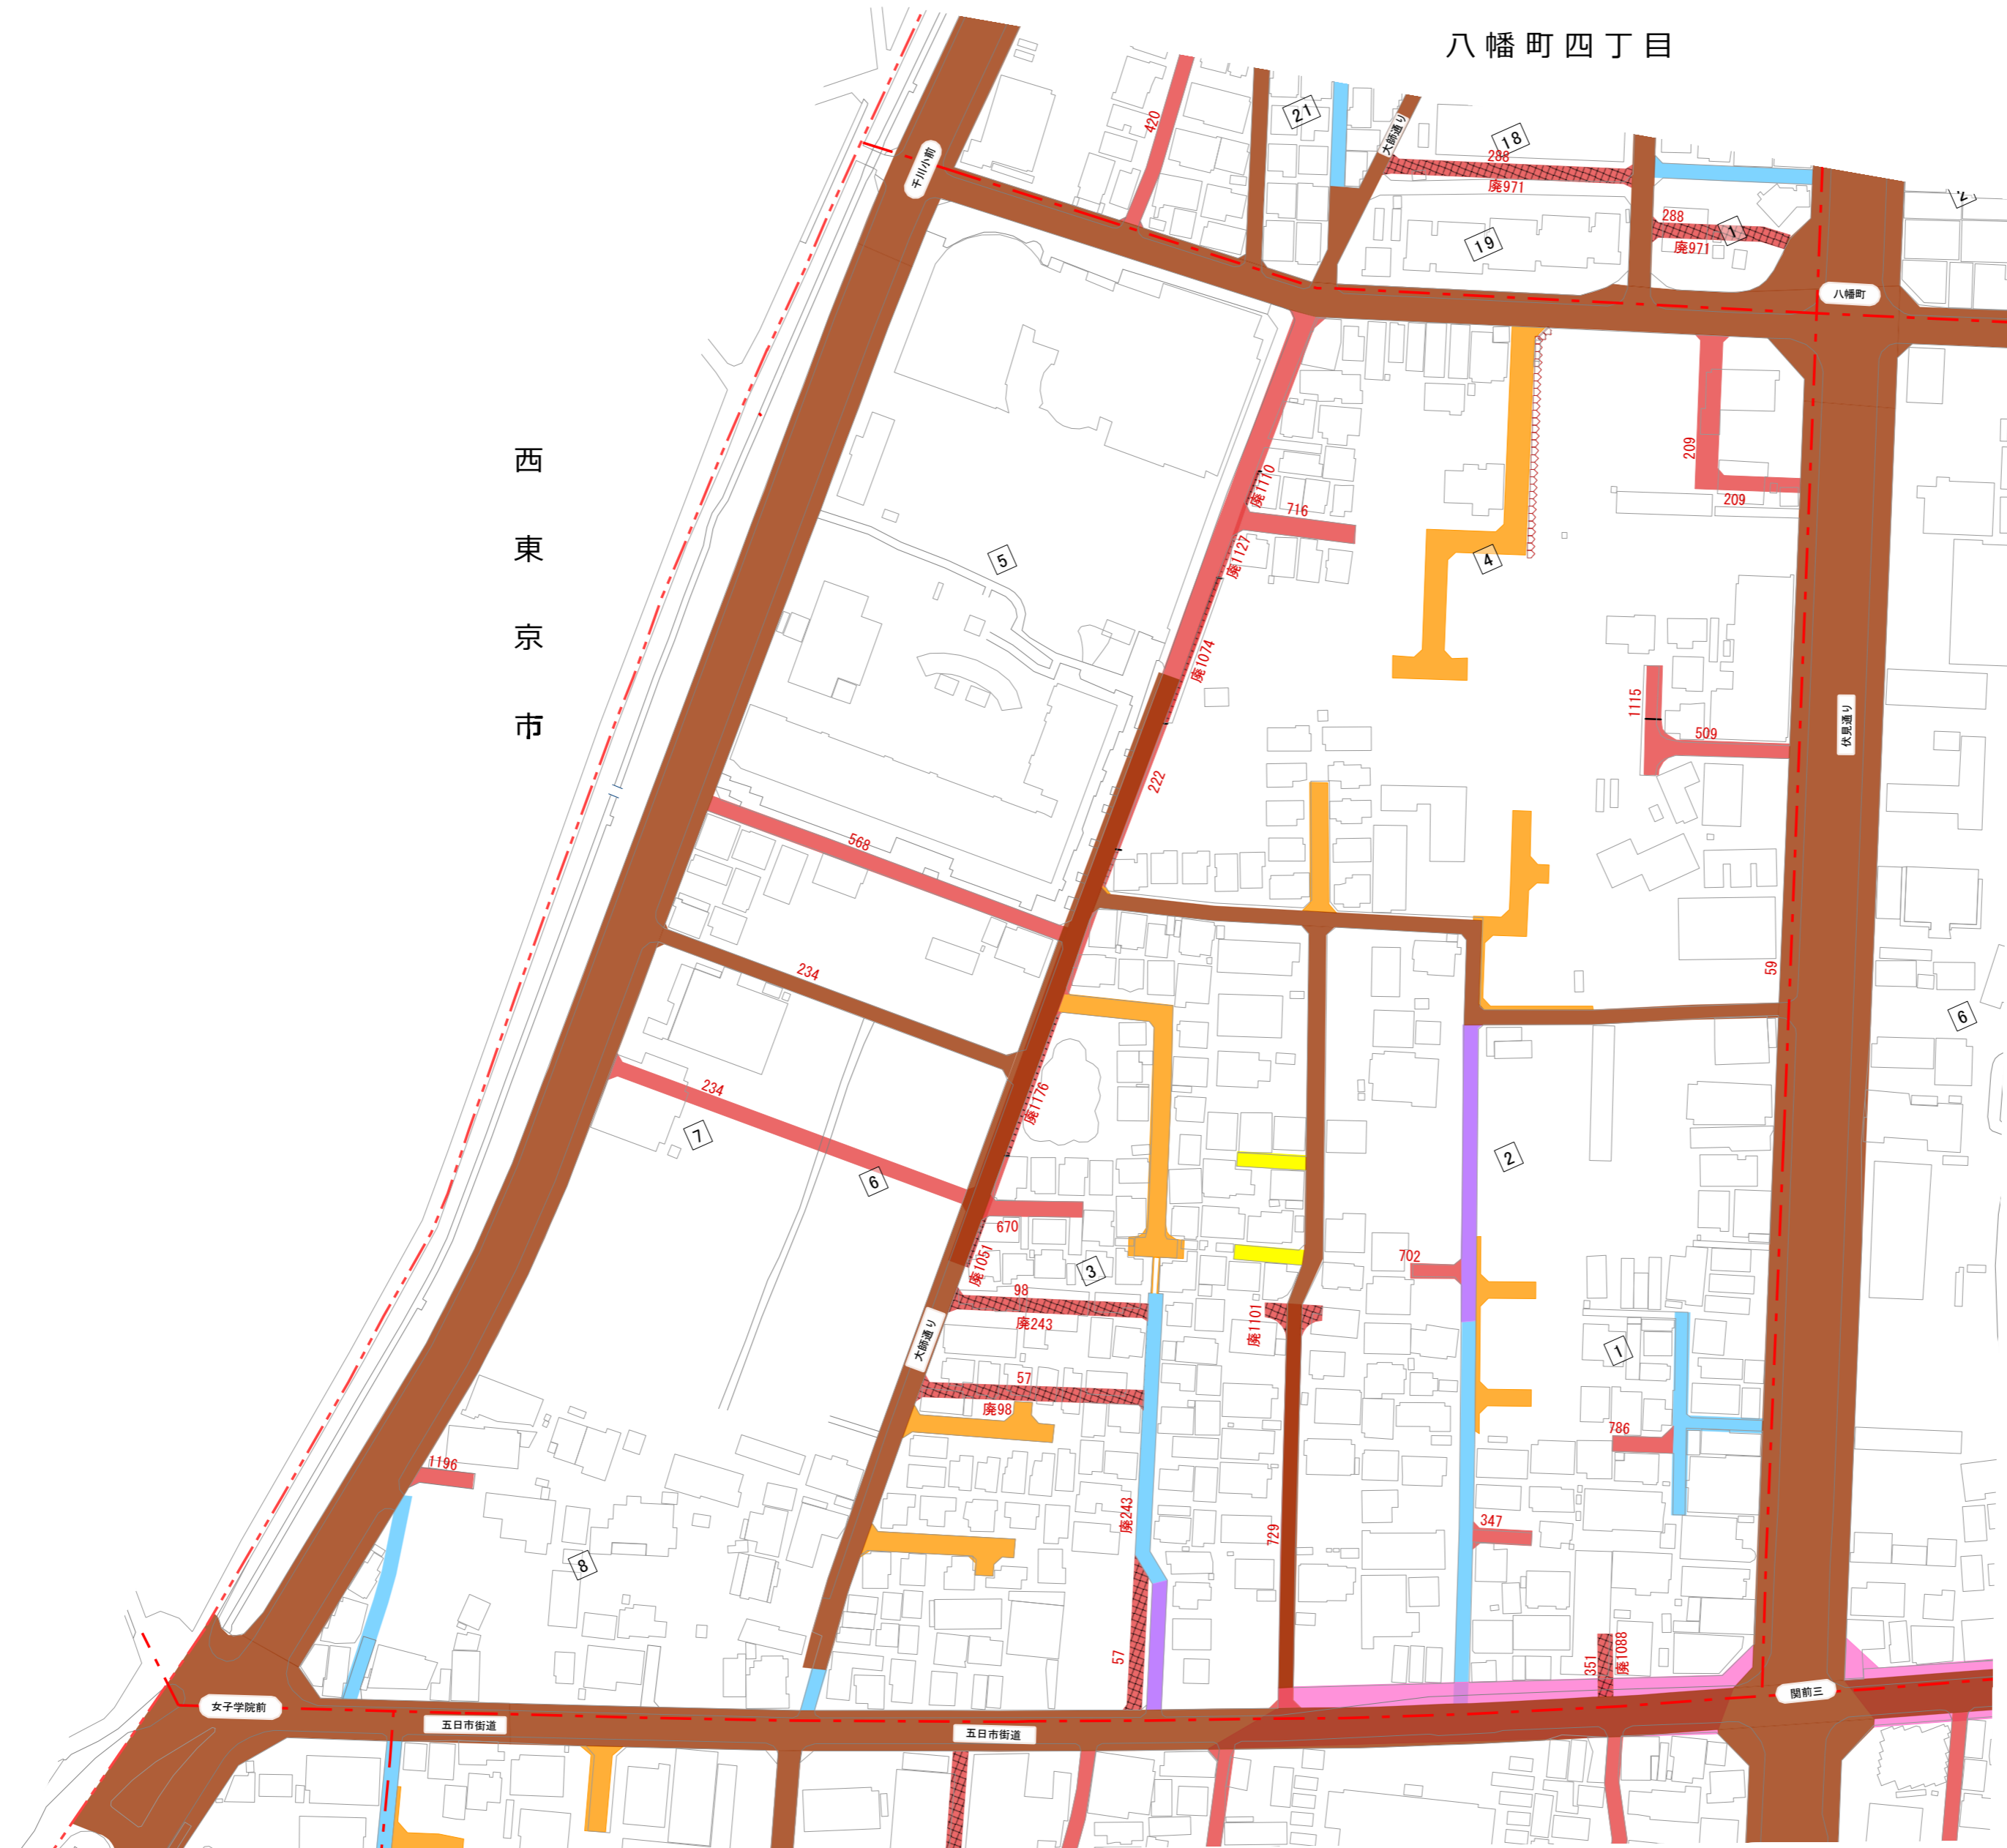 八幡町四丁目
420
21
大師通り
18
288
廃971
千川小前
19
288
1
廃971
2
八幡町
西東京市
5
廃1110
716
廃1127
4
209
209
廃1074
222
1115
509
伏見通り
568
234
59
6
234
7
6
廃1176
2
670
3
廃1051
702
98
廃243
廃1101
大師通り
1
57
廃98
786
1196
8
廃243
729
347
57
351
廃1088
女子学院前
五日市街道
五日市街道
関前三